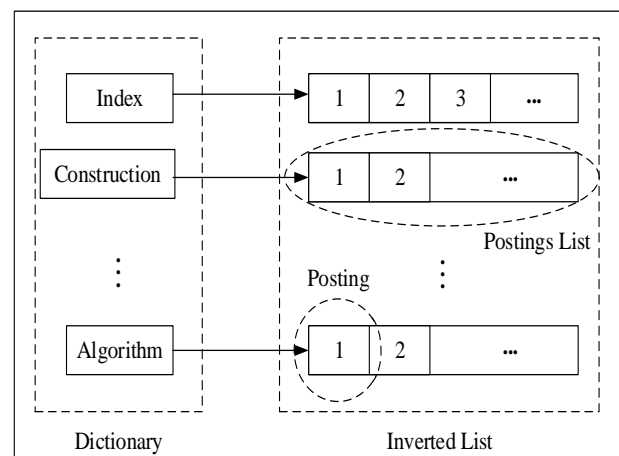 Index 1 2 3 ...
Construction 1 2 ...
Postings List
⋮ ⋮
Posting
Algorithm 1 2 ...
Dictionary Inverted List